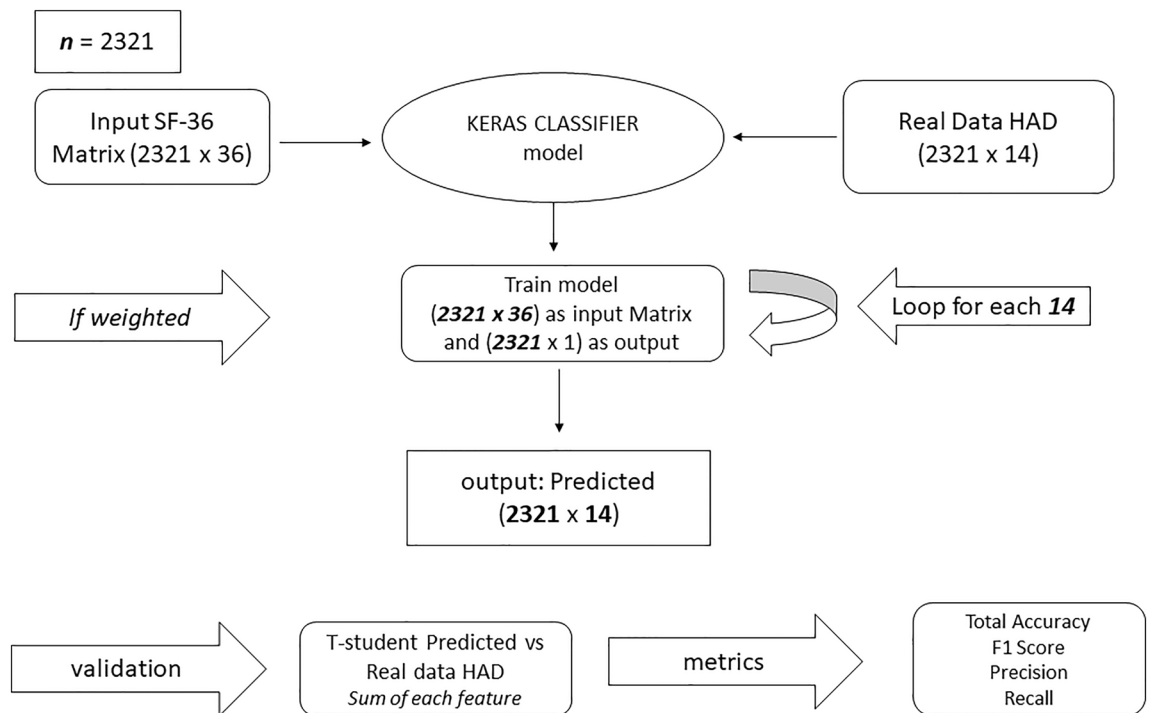 n = 2321
Input SF-36
Matrix (2321 x 36)
KERAS CLASSIFIER
model
Real Data HAD
(2321 x 14)
If weighted
Train model
(2321 x 36) as input Matrix
and (2321 x 1) as output
Loop for each 14
output: Predicted
(2321 x 14)
validation
T-student Predicted vs
Real data HAD
Sum of each feature
metrics
Total Accuracy
F1 Score
Precision
Recall